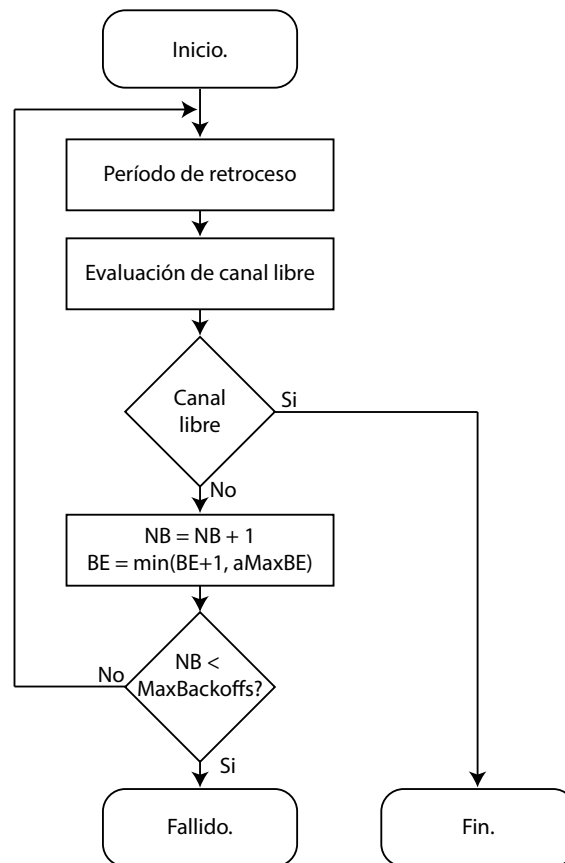 Inicio.
Período de retroceso
Evaluación de canal libre
Canal
libre
Si
No
NB = NB + 1
BE = min(BE+1, aMaxBE)
NB <
MaxBackoffs?
No
Si
Fallido.
Fin.